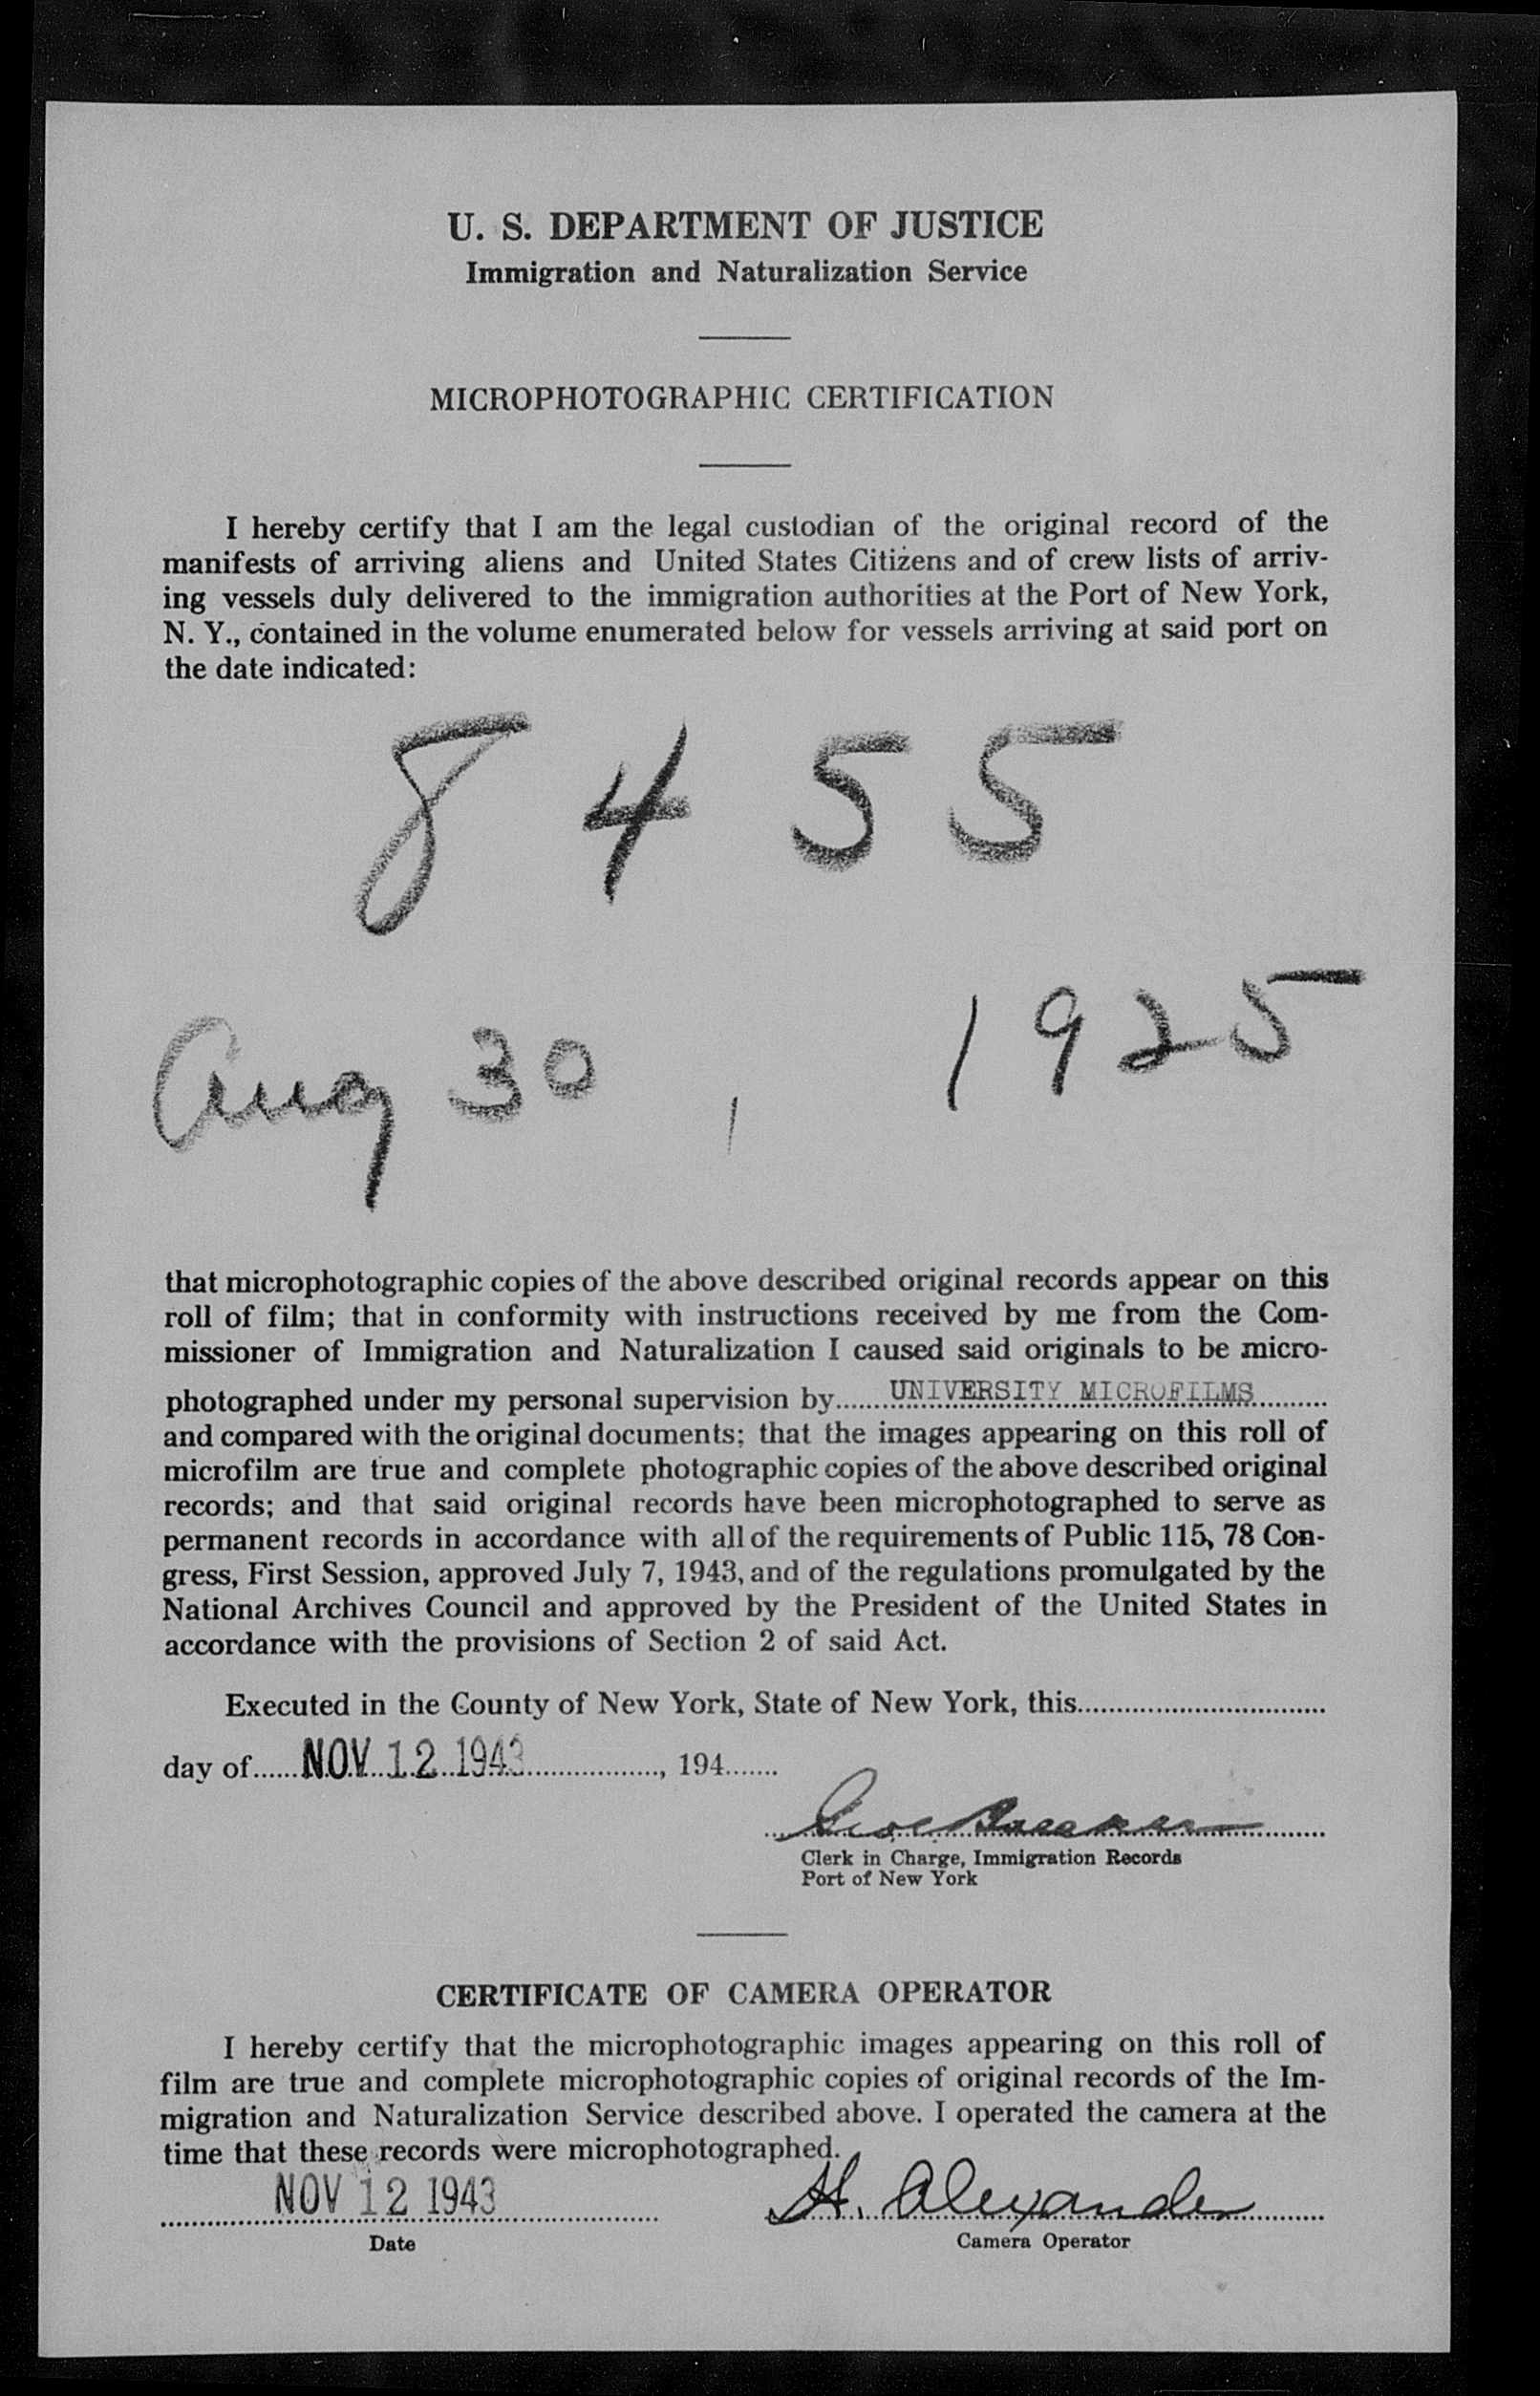 U. S. DEPARTMENT OF JUSTICE
Immigration and Naturalization Service
MICROPHOTOGRAPHIC CERTIFICATION
I hereby certify that I am the legal custodian of the original record of the
manifests of arriving aliens and United States Citizens and of crew lists of arriv-
ing vessels duly delivered to the immigration authorities at the Port of New York,
N. Y., contained in the volume enumerated below for vessels arriving at said port on
the date indicated:
8455
Aug 30, 1925
that microphotographic copies of the above described original records appear on this
roll of film; that in conformity with instructions received by me from the Com-
missioner of Immigration and Naturalization I caused said originals to be micro-
photographed under my personal supervision by UNIVERSITY MICROFILMS
and compared with the original documents; that the images appearing on this roll of
microfilm are true and complete photographic copies of the above described original
records; and that said original records have been microphotographed to serve as
permanent records in accordance with all of the requirements of Public 115, 78 Con-
gress, First Session, approved July 7, 1943, and of the regulations promulgated by the
National Archives Council and approved by the President of the United States in
accordance with the provisions of Section 2 of said Act.
Executed in the County of New York, State of New York, this
day of NOV 12 1943, 194
Clerk in Charge, Immigration Records
Port of New York
CERTIFICATE OF CAMERA OPERATOR
I hereby certify that the microphotographic images appearing on this roll of
film are true and complete microphotographic copies of original records of the Im-
migration and Naturalization Service described above. I operated the camera at the
time that these records were microphotographed.
NOV 12 1943 H. Alexander
Date Camera Operator